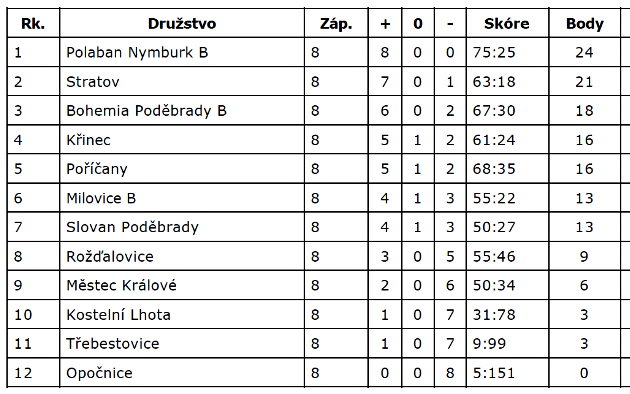 Rk. Družstvo Záp. + 0 - Skóre Body
1 Polaban Nymburk B 8 8 0 0 75:25 24
2 Stratov 8 7 0 1 63:18 21
3 Bohemia Poděbrady B 8 6 0 2 67:30 18
4 Křinec 8 5 1 2 61:24 16
5 Poříčany 8 5 1 2 68:35 16
6 Milovice B 8 4 1 3 55:22 13
7 Slovan Poděbrady 8 4 1 3 50:27 13
8 Rožďalovice 8 3 0 5 55:46 9
9 Městec Králové 8 2 0 6 50:34 6
10 Kostelní Lhota 8 1 0 7 31:78 3
11 Třebestovice 8 1 0 7 9:99 3
12 Opočnice 8 0 0 8 5:151 0